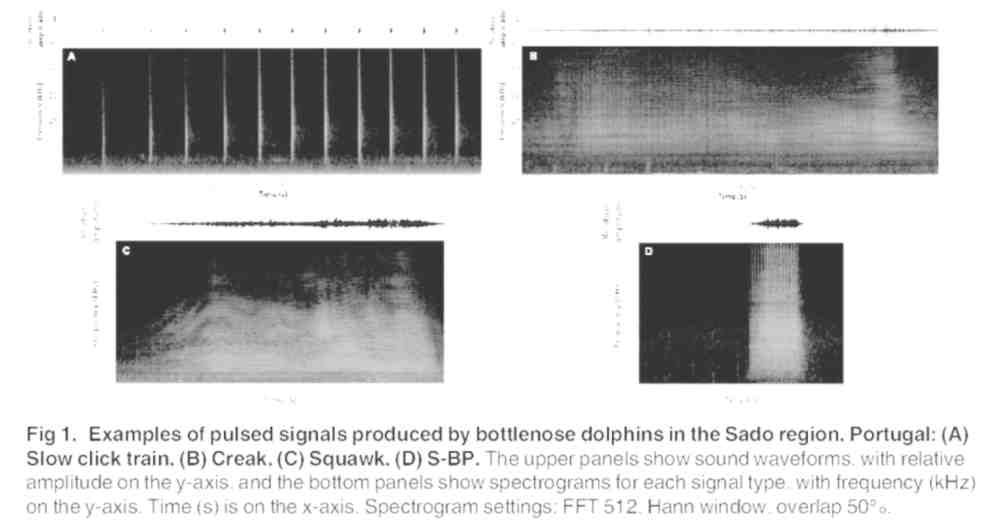 A
B
Time (s)
Time (s)
C
D
Fig 1. Examples of pulsed signals produced by bottlenose dolphins in the Sado region, Portugal: (A)
Slow click train, (B) Creak, (C) Squawk, (D) S-BP. The upper panels show sound waveforms, with relative
amplitude on the y-axis, and the bottom panels show spectrograms for each signal type, with frequency (kHz)
on the y-axis. Time (s) is on the x-axis. Spectrogram settings: FFT 512, Hann window, overlap 50%.